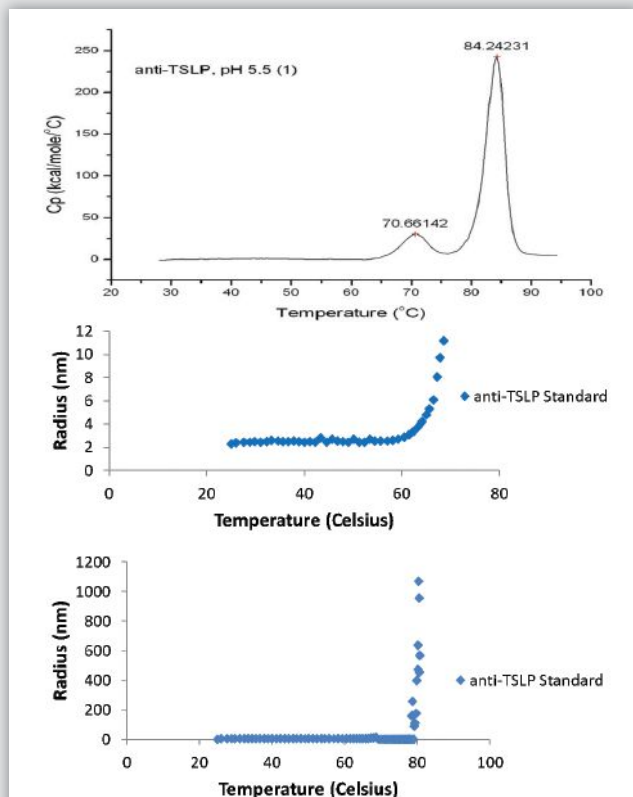 84.24231
anti-TSLP, pH 5.5 (1)
70.66142
Cp (kcal/mole/°C)
250
200
150
100
50
0
20 30 40 50 60 70 80 90 100
Temperature (°C)
Radius (nm)
12
10
8
6
4
2
0
0 20 40 60 80
anti-TSLP Standard
Temperature (Celsius)
Radius (nm)
1200
1000
800
600
400
200
0
0 20 40 60 80 100
anti-TSLP Standard
Temperature (Celsius)